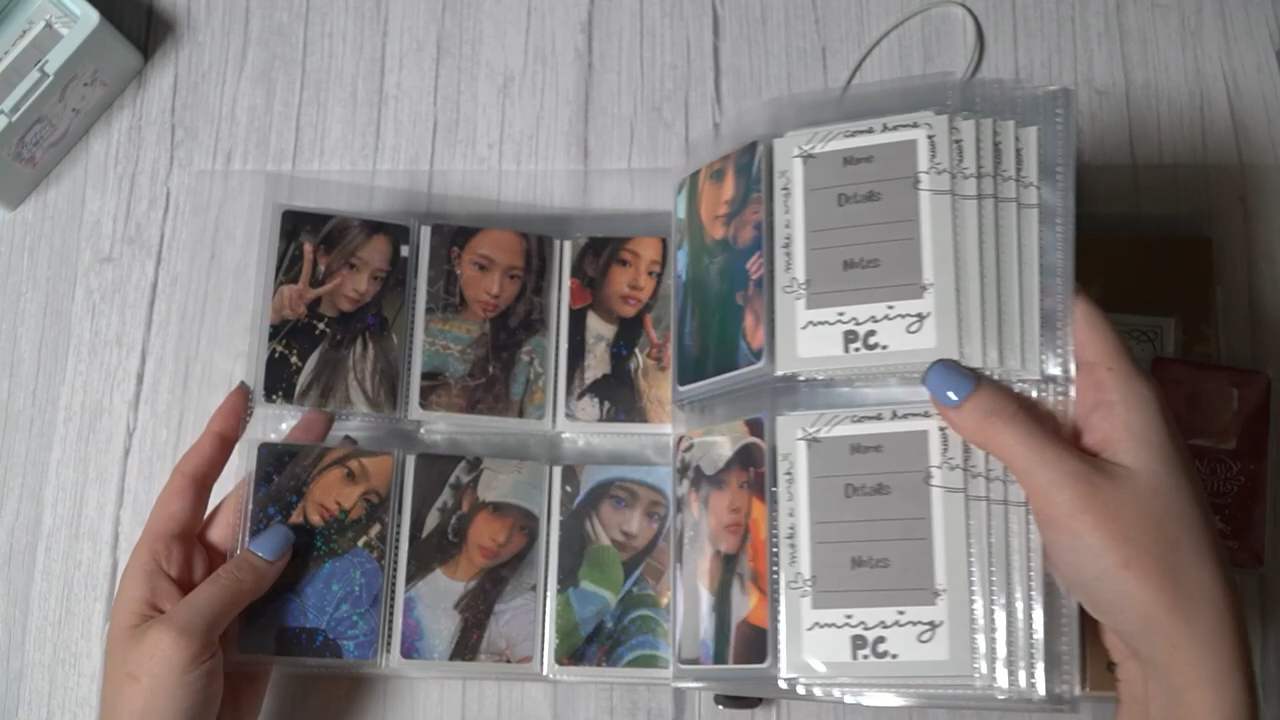 come home
make a wish
Name
Details
Notes
missing
P.C.
come home
make a wish
Name
Details
Notes
missing
P.C.